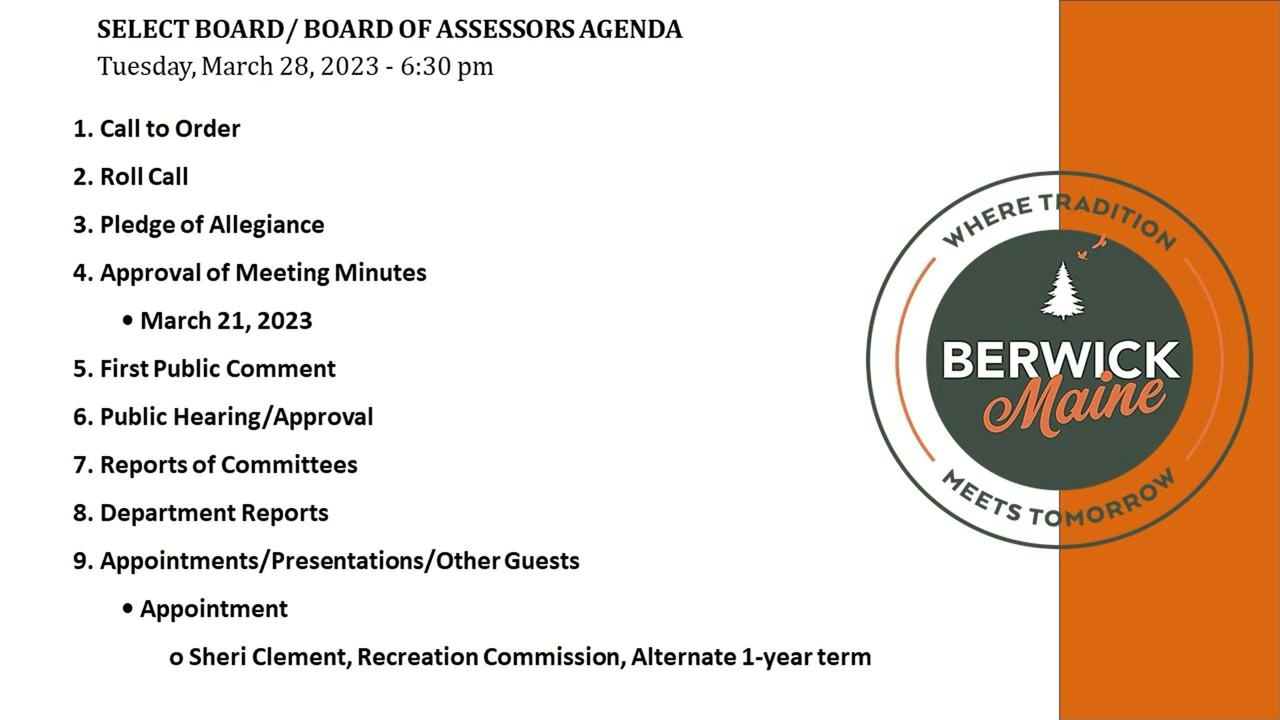 SELECT BOARD/ BOARD OF ASSESSORS AGENDA
Tuesday, March 28, 2023 - 6:30 pm
1. Call to Order
2. Roll Call
3. Pledge of Allegiance
4. Approval of Meeting Minutes
• March 21, 2023
5. First Public Comment
6. Public Hearing/Approval
7. Reports of Committees
8. Department Reports
9. Appointments/Presentations/Other Guests
• Appointment
o Sheri Clement, Recreation Commission, Alternate 1-year term
WHERE TRADITION
BERWICK
Maine
MEETS TOMORROW